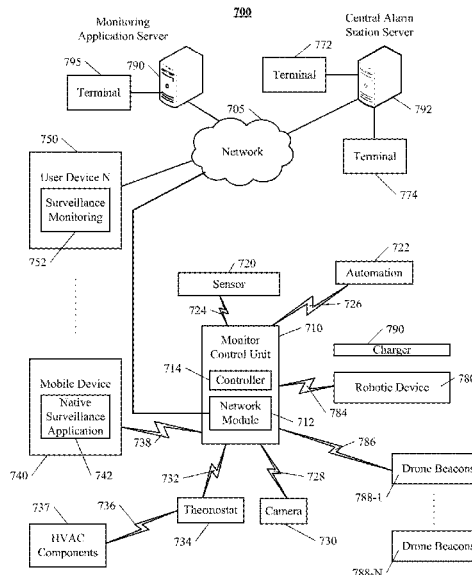 700
Monitoring
Application Server
Central Alarm
Station Server
795
790
Terminal
772
Terminal
792
705
Network
Terminal
774
750
User Device N
Surveillance
Monitoring
752
720
Sensor
724
722
Automation
726
710
Monitor
Control Unit
714
Controller
Network
Module
712
790
Charger
Robotic Device
780
784
Mobile Device
Native
Surveillance
Application
740
742
738
786
732
728
Drone Beacons
788-1
737
736
HVAC
Components
Theonostat
734
Camera
730
Drone Beacons
788-N